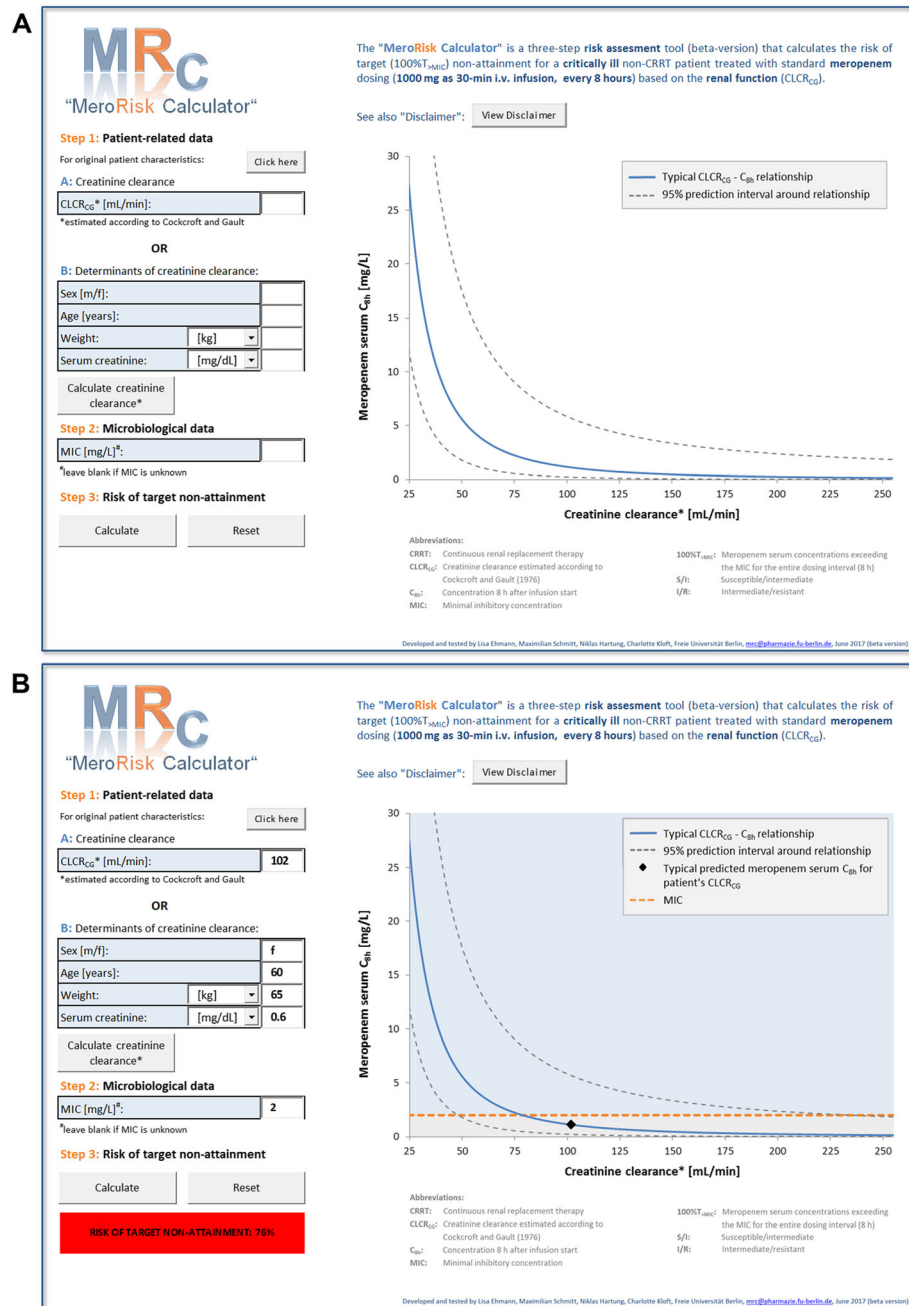 A
MRC
"MeroRisk Calculator"
The "MeroRisk Calculator" is a three-step risk assesment tool (beta-version) that calculates the risk of
target (100%T>MIC) non-attainment for a critically ill non-CRRT patient treated with standard meropenem
dosing (1000 mg as 30-min i.v. infusion, every 8 hours) based on the renal function (CLCRCG).
See also "Disclaimer": View Disclaimer
Step 1: Patient-related data
For original patient characteristics: Click here
A: Creatinine clearance
CLCRCG* [mL/min]:
*estimated according to Cockcroft and Gault
OR
B: Determinants of creatinine clearance:
Sex [m/f]:
Age [years]:
Weight: [kg]
Serum creatinine: [mg/dL]
Calculate creatinine
clearance*
Step 2: Microbiological data
MIC [mg/L]#:
#leave blank if MIC is unknown
Step 3: Risk of target non-attainment
Calculate Reset
Typical CLCRCG - C8h relationship
95% prediction interval around relationship
Meropenem serum C8h [mg/L]
30
25
20
15
10
5
0
25 50 75 100 125 150 175 200 225 250
Creatinine clearance* [mL/min]
Abbreviations:
CRRT: Continuous renal replacement therapy
CLCRCG: Creatinine clearance estimated according to
Cockcroft and Gault (1976)
C8h: Concentration 8 h after infusion start
MIC: Minimal inhibitory concentration
100%T>MIC: Meropenem serum concentrations exceeding
the MIC for the entire dosing interval (8 h)
S/I: Susceptible/intermediate
I/R: Intermediate/resistant
Developed and tested by Lisa Ehmann, Maximilian Schmitt, Niklas Hartung, Charlotte Kloft, Freie Universität Berlin, mrc@pharmazie.fu-berlin.de, June 2017 (beta version)
B
MRC
"MeroRisk Calculator"
The "MeroRisk Calculator" is a three-step risk assesment tool (beta-version) that calculates the risk of
target (100%T>MIC) non-attainment for a critically ill non-CRRT patient treated with standard meropenem
dosing (1000 mg as 30-min i.v. infusion, every 8 hours) based on the renal function (CLCRCG).
See also "Disclaimer": View Disclaimer
Step 1: Patient-related data
For original patient characteristics: Click here
A: Creatinine clearance
CLCRCG* [mL/min]: 102
*estimated according to Cockcroft and Gault
OR
B: Determinants of creatinine clearance:
Sex [m/f]: f
Age [years]: 60
Weight: [kg] 65
Serum creatinine: [mg/dL] 0.6
Calculate creatinine
clearance*
Step 2: Microbiological data
MIC [mg/L]#: 2
#leave blank if MIC is unknown
Step 3: Risk of target non-attainment
Calculate Reset
RISK OF TARGET NON-ATTAINMENT: 76%
Typical CLCRCG - C8h relationship
95% prediction interval around relationship
Typical predicted meropenem serum C8h for
patient's CLCRCG
MIC
Meropenem serum C8h [mg/L]
30
25
20
15
10
5
0
25 50 75 100 125 150 175 200 225 250
Creatinine clearance* [mL/min]
Abbreviations:
CRRT: Continuous renal replacement therapy
CLCRCG: Creatinine clearance estimated according to
Cockcroft and Gault (1976)
C8h: Concentration 8 h after infusion start
MIC: Minimal inhibitory concentration
100%T>MIC: Meropenem serum concentrations exceeding
the MIC for the entire dosing interval (8 h)
S/I: Susceptible/intermediate
I/R: Intermediate/resistant
Developed and tested by Lisa Ehmann, Maximilian Schmitt, Niklas Hartung, Charlotte Kloft, Freie Universität Berlin, mrc@pharmazie.fu-berlin.de, June 2017 (beta version)